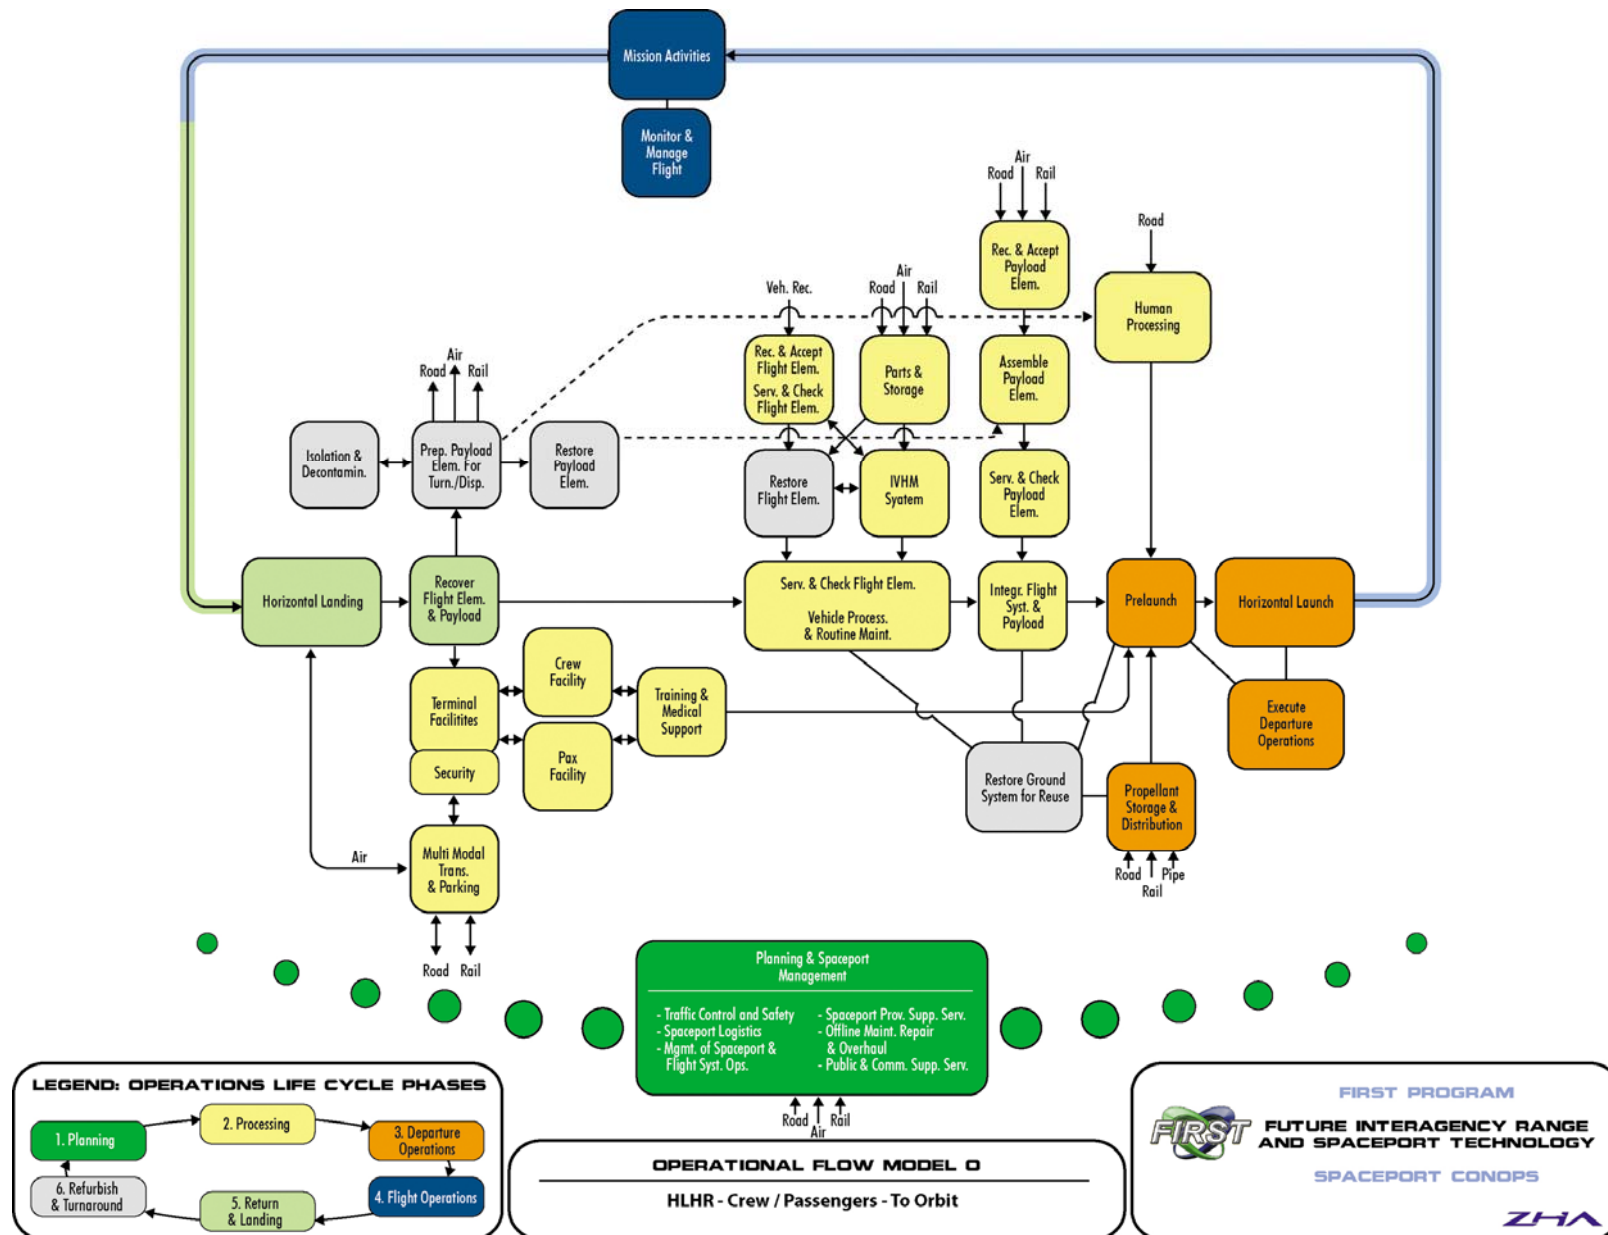 Mission Activities
Monitor &
Manage
Flight
Air
Road
Rail
Rec. & Accept
Payload
Elem.
Road
Human
Processing
Veh. Rec.
Air
Road
Rail
Rec. & Accept
Flight Elem.
Serv. & Check
Flight Elem.
Parts &
Storage
Assemble
Payload
Elem.
Air
Road
Rail
Isolation &
Decontamin.
Prep. Payload
Elem. For
Turn./Disp.
Restore
Payload
Elem.
Restore
Flight Elem.
IVHM
Syatem
Serv. & Check
Payload
Elem.
Horizontal Landing
Recover
Flight Elem.
& Payload
Serv. & Check Flight Elem.
Vehicle Process.
& Routine Maint.
Integr. Flight
Syst. &
Payload
Prelaunch
Horizontal Launch
Crew
Facility
Terminal
Facilitites
Training &
Medical
Support
Security
Pax
Facility
Execute
Departure
Operations
Restore Ground
System for Reuse
Propellant
Storage &
Distribution
Road
Rail
Pipe
Air
Multi Modal
Trans.
& Parking
Road
Rail
Planning & Spaceport
Management
- Traffic Control and Safety
- Spaceport Logistics
- Mgmt. of Spaceport &
Flight Syst. Ops.
- Spaceport Prov. Supp. Serv.
- Offline Maint. Repair
& Overhaul
- Public & Comm. Supp. Serv.
Road
Air
Rail
LEGEND: OPERATIONS LIFE CYCLE PHASES
1. Planning
2. Processing
3. Departure
Operations
4. Flight Operations
5. Return
& Landing
6. Refurbish
& Turnaround
OPERATIONAL FLOW MODEL O
HLHR - Crew / Passengers - To Orbit
FIRST PROGRAM
FIRST
FUTURE INTERAGENCY RANGE
AND SPACEPORT TECHNOLOGY
SPACEPORT CONOPS
ZHA